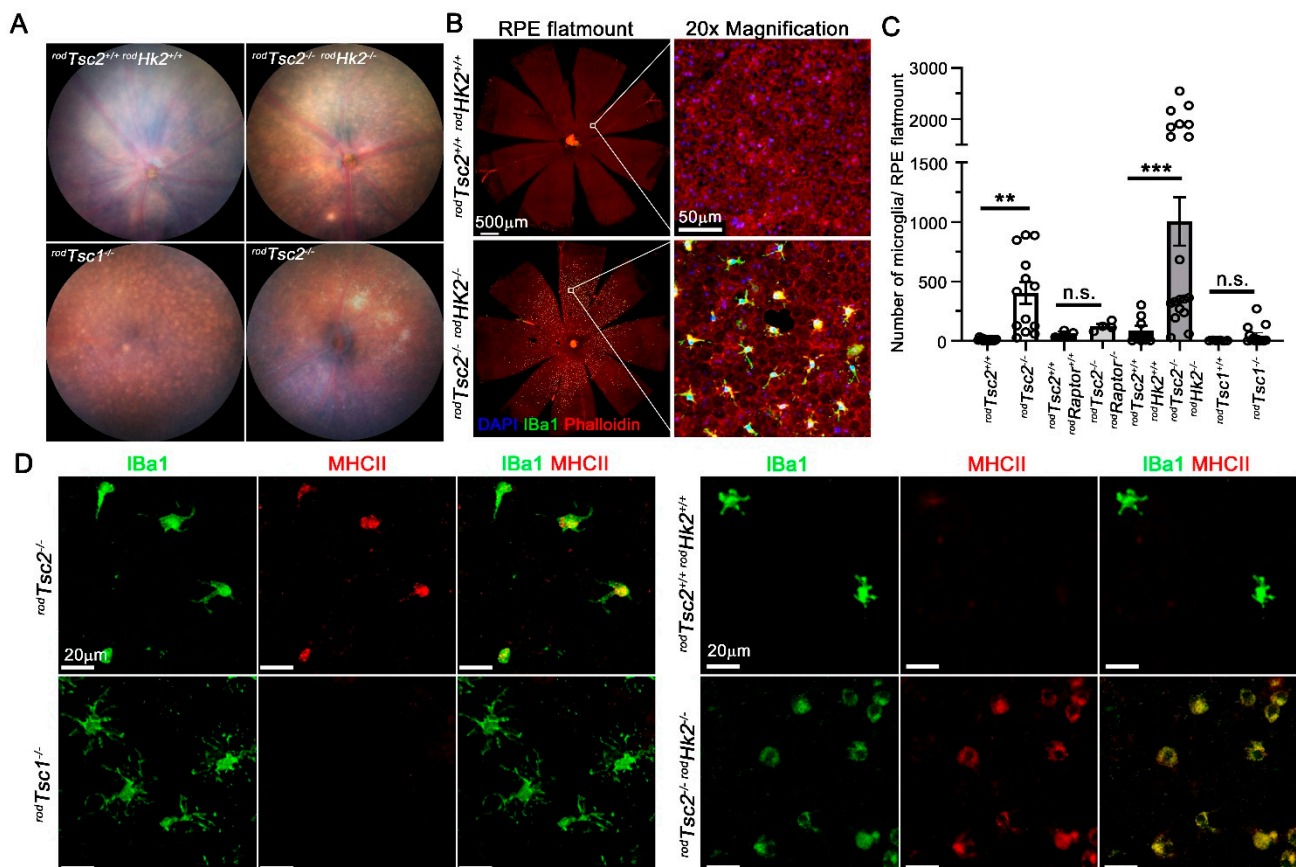 A
rodTsc2+/+ rodHk2+/+
rodTsc2-/- rodHk2-/-
rodTsc1-/-
rodTsc2-/-
B
RPE flatmount
20x Magnification
rodTsc2+/+ rodHK2+/+
500μm
50μm
rodTsc2-/- rodHK2-/-
DAPI IBa1 Phalloidin
C
Number of microglia/ RPE flatmount
3000
2500
2000
1500
1000
500
0
**
n.s.
***
n.s.
rodTsc2+/+
rodTsc2-/-
rodTsc2+/+
rodRaptor+/+
rodTsc2-/-
rodRaptor-/-
rodTsc2+/+
rodHk2+/+
rodTsc2-/-
rodHk2-/-
rodTsc1+/+
rodTsc1-/-
D
IBa1
MHCII
IBa1 MHCII
rodTsc2-/-
20μm
rodTsc1-/-
IBa1
MHCII
IBa1 MHCII
rodTsc2+/+ rodHk2+/+
20μm
rodTsc2-/- rodHk2-/-